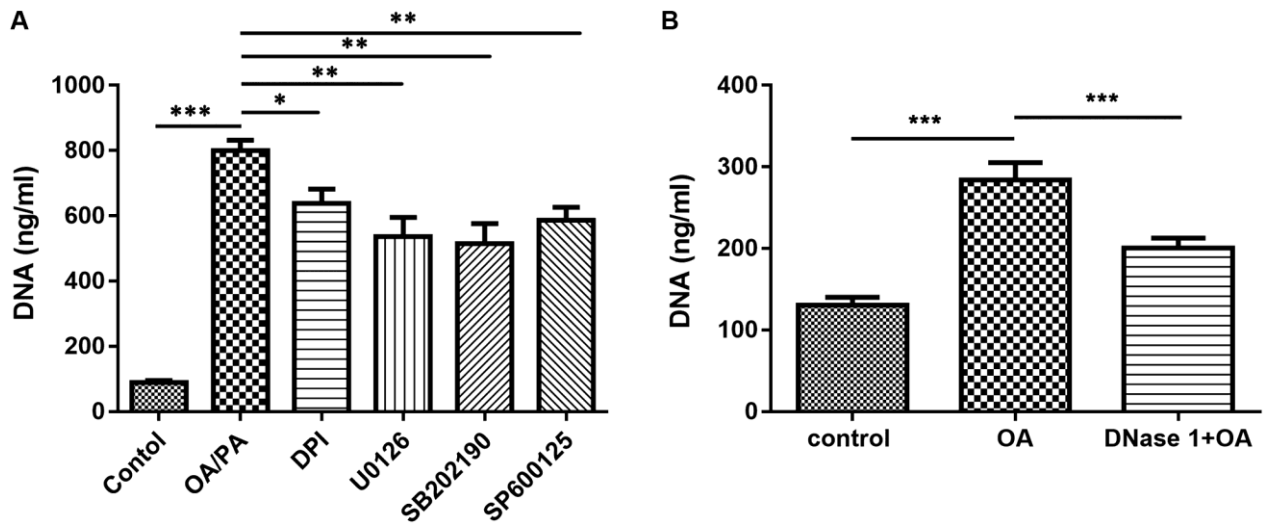 A
**
**
**
*
***
1000
800
600
400
200
0
DNA (ng/ml)
Contol
OA/PA
DPI
U0126
SB202190
SP600125
B
***
***
400
300
200
100
0
DNA (ng/ml)
control
OA
DNase 1+OA